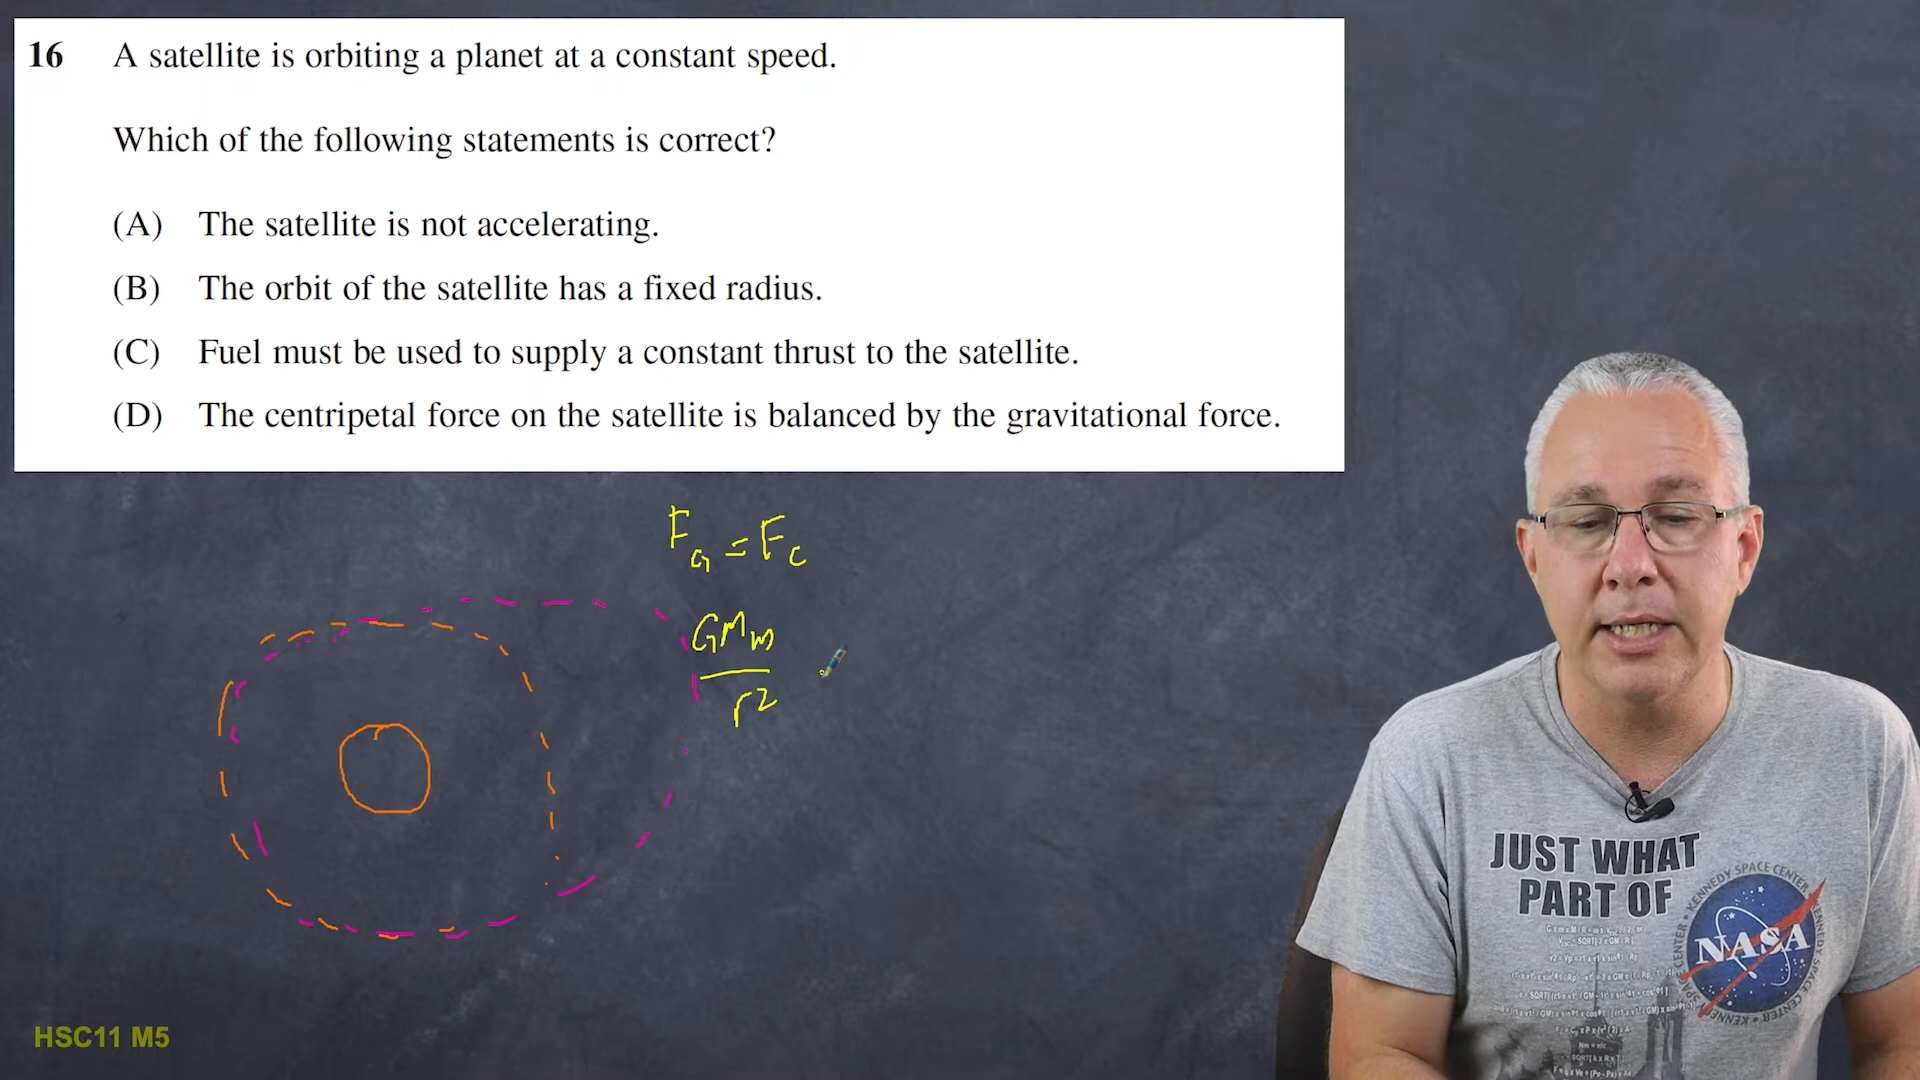 16 A satellite is orbiting a planet at a constant speed.
Which of the following statements is correct?
(A) The satellite is not accelerating.
(B) The orbit of the satellite has a fixed radius.
(C) Fuel must be used to supply a constant thrust to the satellite.
(D) The centripetal force on the satellite is balanced by the gravitational force.
F_G = F_C
GMm
r²
JUST WHAT
PART OF
KENNEDY SPACE CENTER
NASA
HSC11 M5